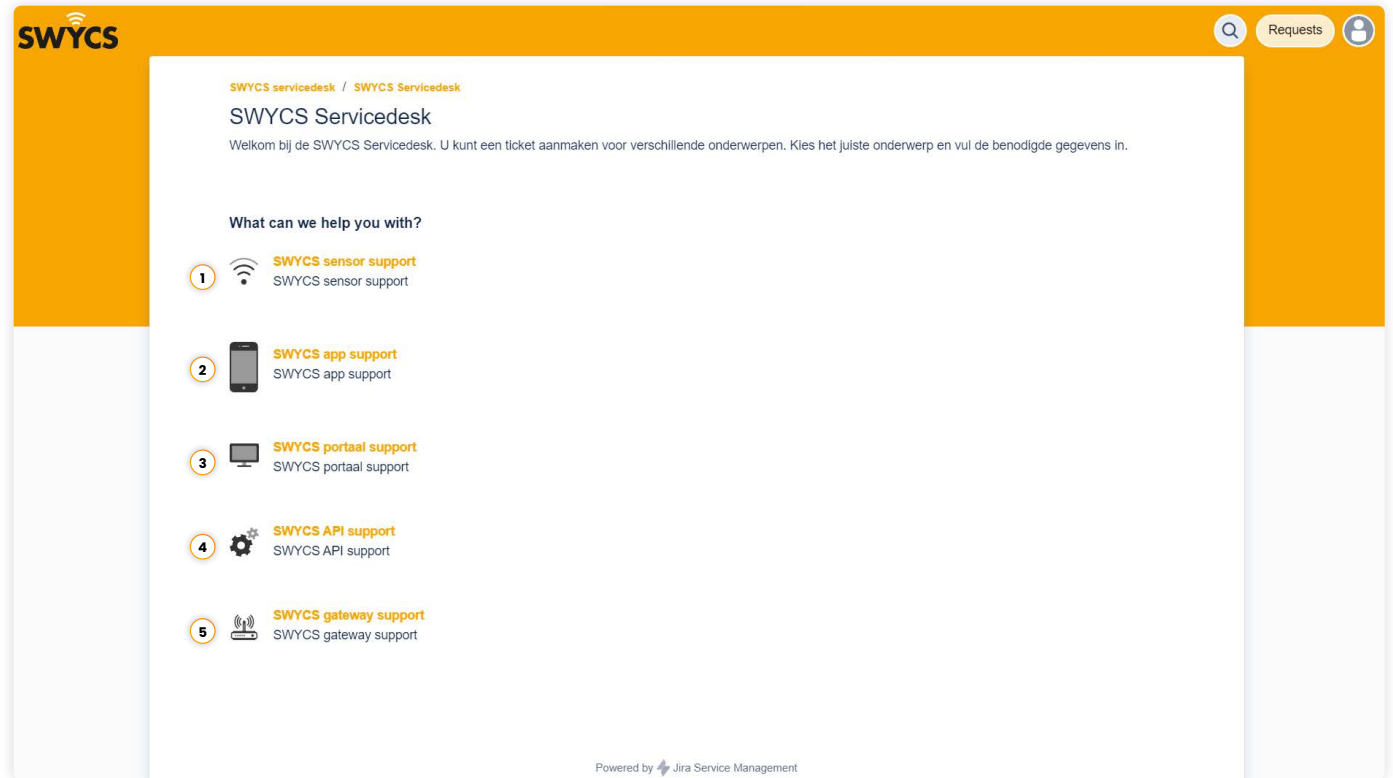 SWYCS
Requests
SWYCS servicedesk / SWYCS Servicedesk
SWYCS Servicedesk
Welkom bij de SWYCS Servicedesk. U kunt een ticket aanmaken voor verschillende onderwerpen. Kies het juiste onderwerp en vul de benodigde gegevens in.
What can we help you with?
1
SWYCS sensor support
SWYCS sensor support
2
SWYCS app support
SWYCS app support
3
SWYCS portaal support
SWYCS portaal support
4
SWYCS API support
SWYCS API support
5
SWYCS gateway support
SWYCS gateway support
Powered by Jira Service Management